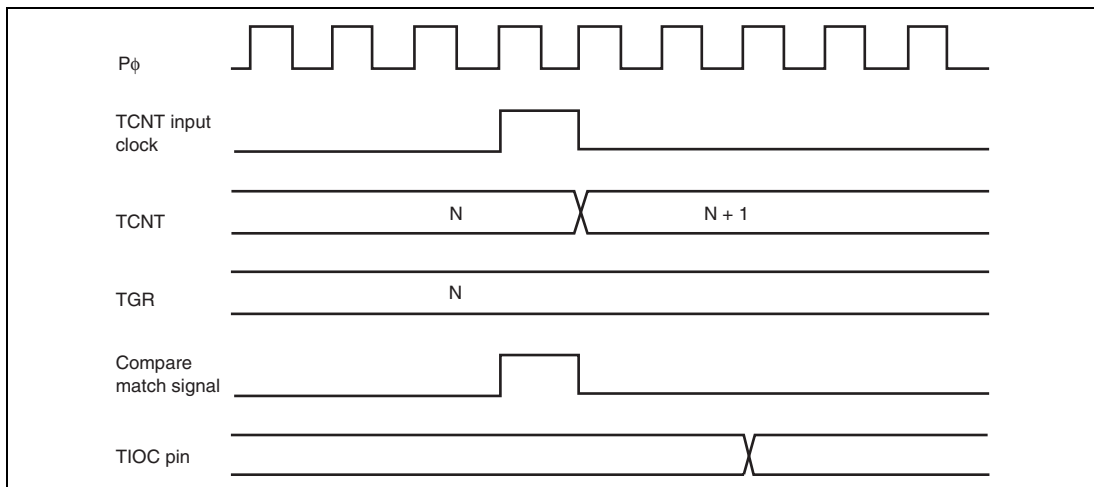 Pφ
TCNT input
clock
TCNT
N
N + 1
TGR
N
Compare
match signal
TIOC pin